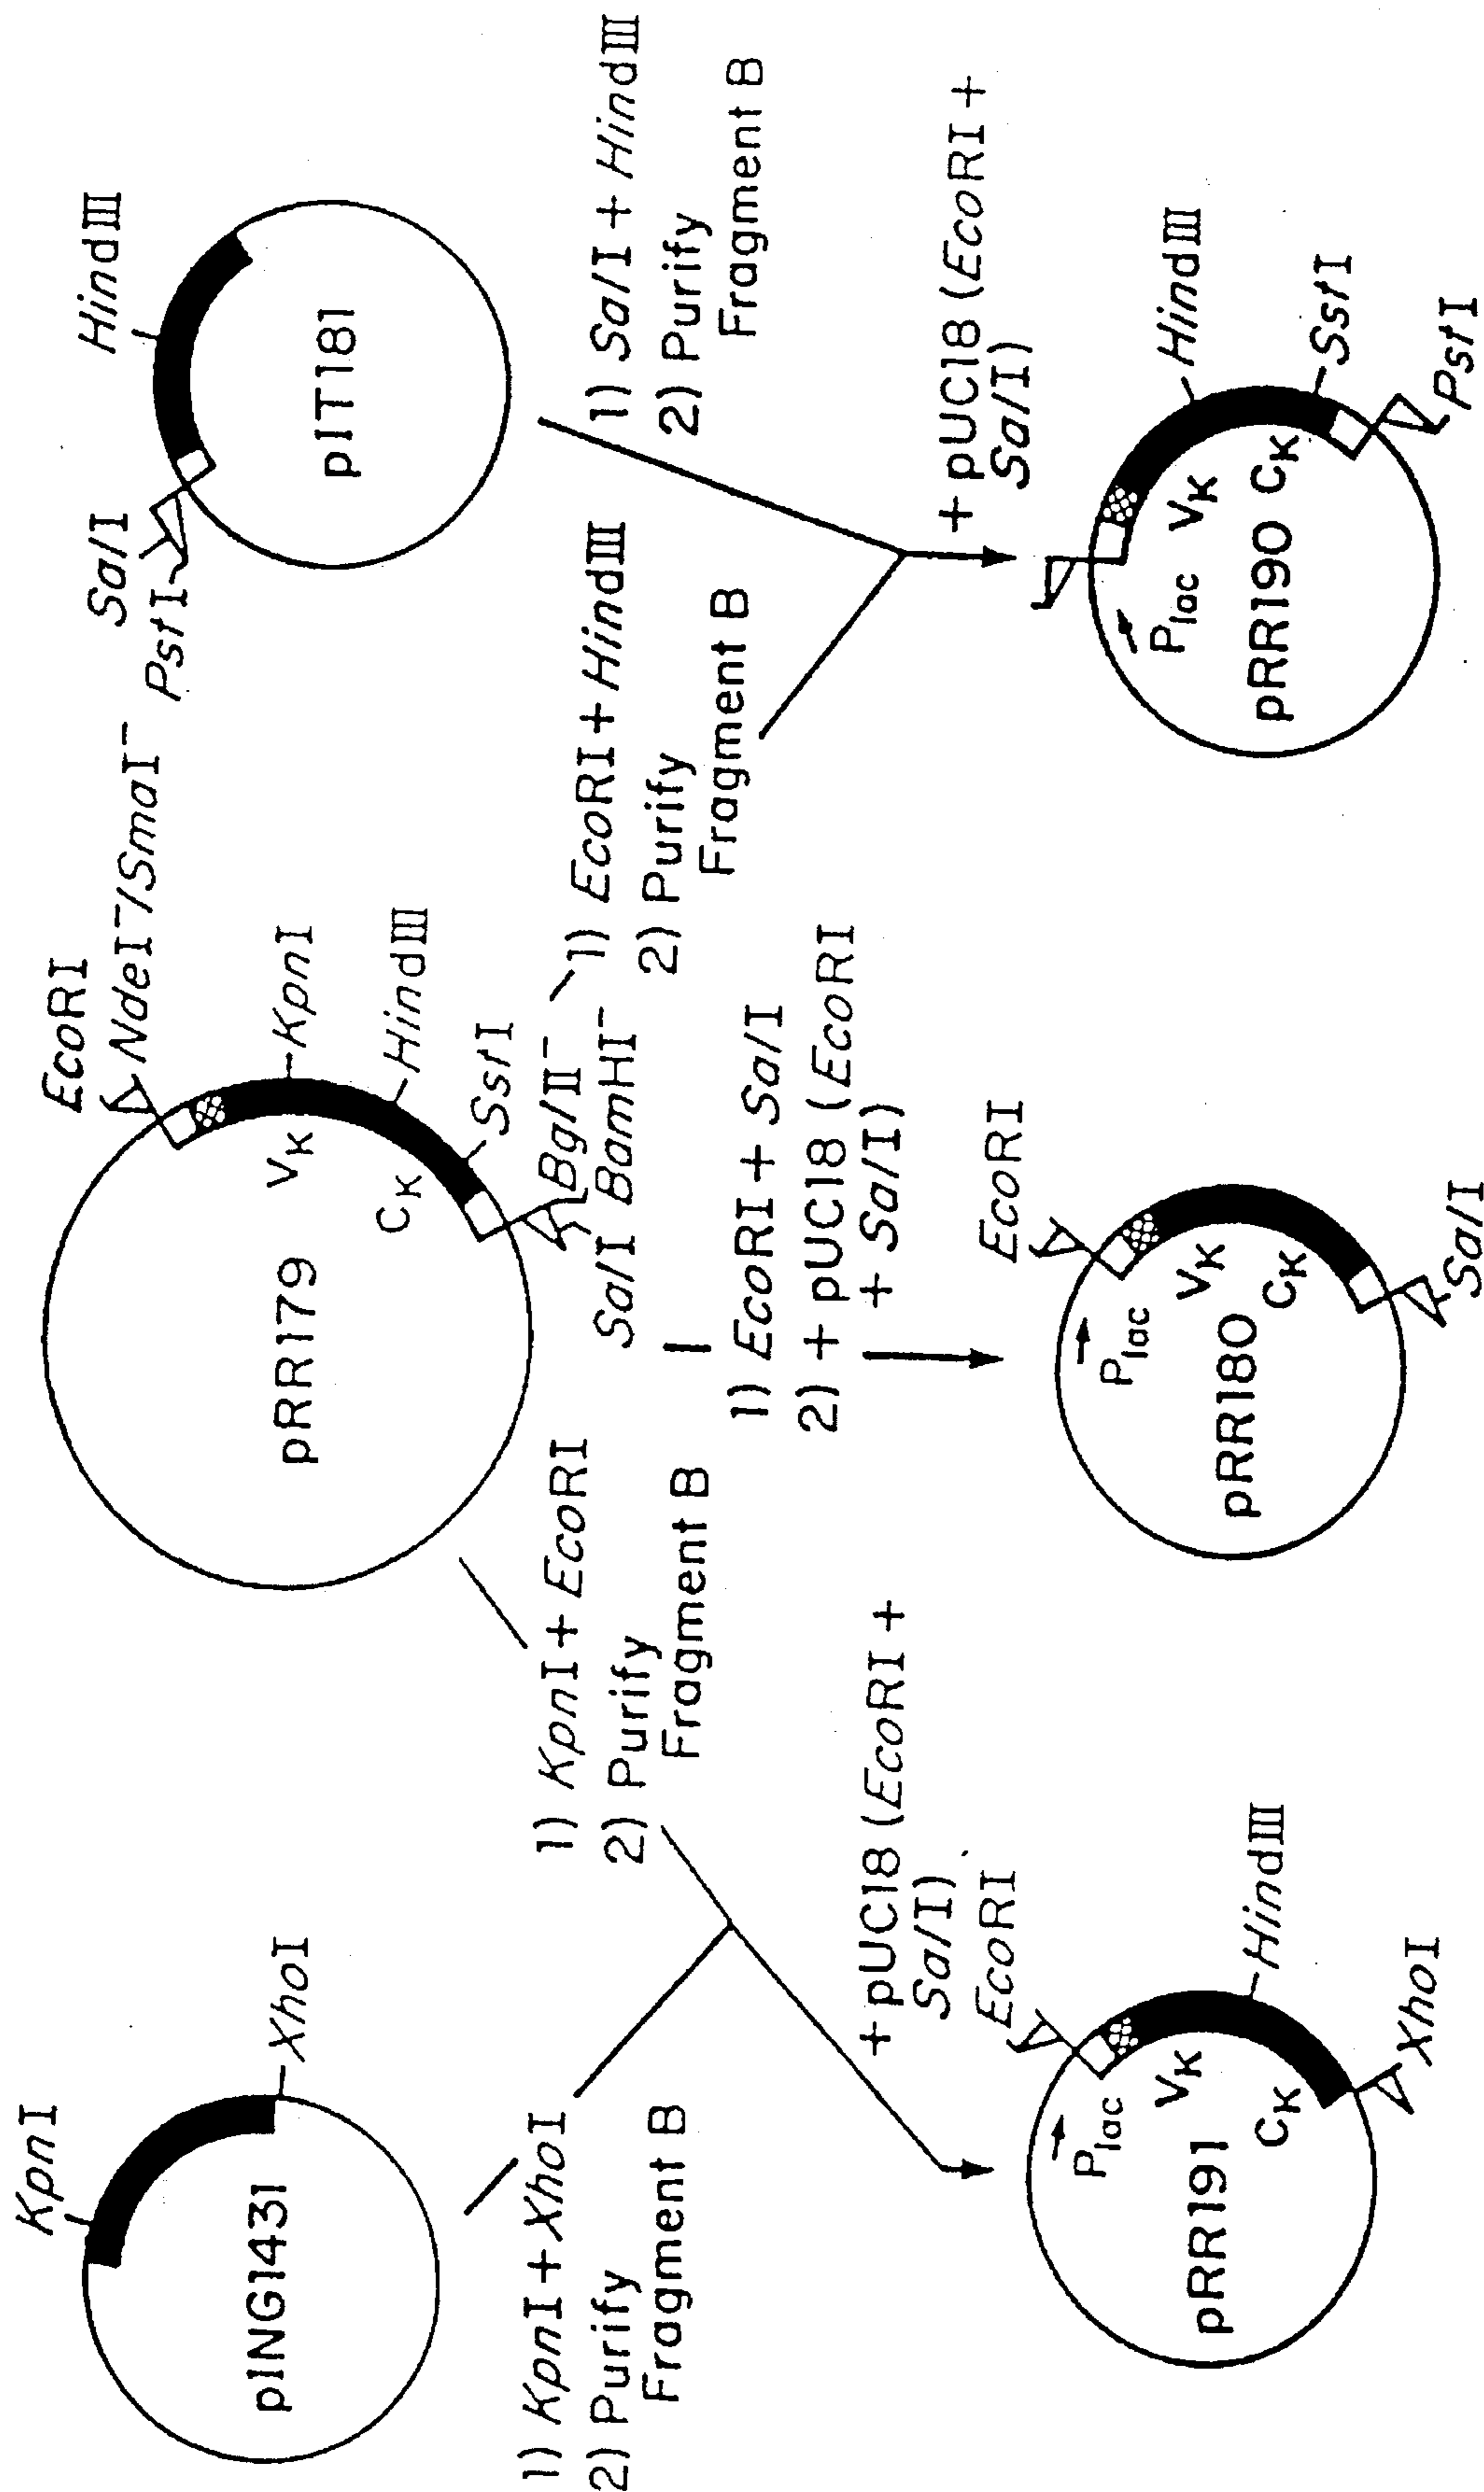 KpnI
XhoI
pING1431
1) KpnI + XhoI
2) Purify
Fragment B
EcoRI
NdeI⁻/SmaI⁻
KpnI
HindIII
SstI
BglII⁻
SalI BamHI⁻
VK
CK
pRR179
SalI
PstI
HindIII
pIT181
1) KpnI + EcoRI
2) Purify
Fragment B
1) EcoRI + SalI
2) + pUC18 (EcoRI
+ SalI)
1) EcoRI + HindIII
2) Purify
Fragment B
1) SalI + HindIII
2) Purify
Fragment B
+ pUC18 (EcoRI +
SalI)
EcoRI
HindIII
XhoI
Plac
VK
CK
pRR191
EcoRI
SalI
Plac
VK
CK
pRR180
+ pUC18 (EcoRI +
SalI)
HindIII
SstI
PstI
Plac
VK
CK
pRR190